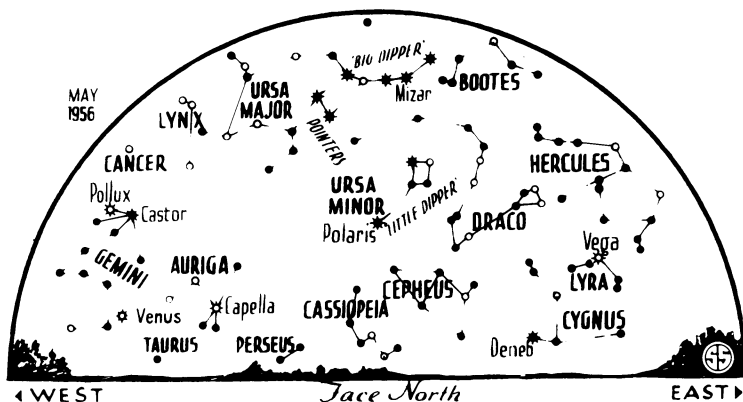 'BIG DIPPER'
MAY
1956
URSA
MAJOR
Mizar
BOOTES
LYNIX
POINTERS
CANCER
HERCULES
URSA
MINOR
Pollux
Castor
'LITTLE DIPPER'
Polaris
DRACO
GEMINI
AURIGA
Vega
LYRA
CEPHEUS
CASSIOPEIA
Venus
Capella
CYGNUS
TAURUS
PERSEUS
Deneb
SS
WEST
Face North
EAST